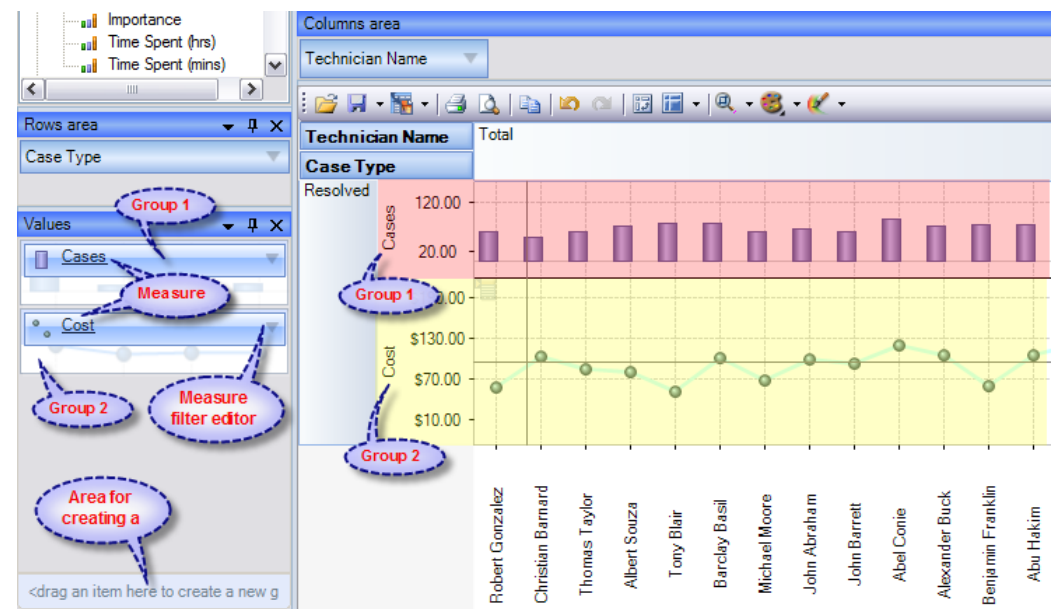 Importance
Time Spent (hrs)
Time Spent (mins)
Rows area
Case Type
Group 1
Values
Cases
Measure
Cost
Group 2
Measure
filter editor
Area for
creating a
<drag an item here to create a new g
Columns area
Technician Name
Technician Name
Total
Case Type
Resolved
Cases
120.00
20.00
Group 1
0.00
Cost
$130.00
$70.00
$10.00
Group 2
Robert Gonzalez
Christian Barnard
Thomas Taylor
Albert Souza
Tony Blair
Barclay Basil
Michael Moore
John Abraham
John Barrett
Abel Conie
Alexander Buck
Benjamin Franklin
Abu Hakim